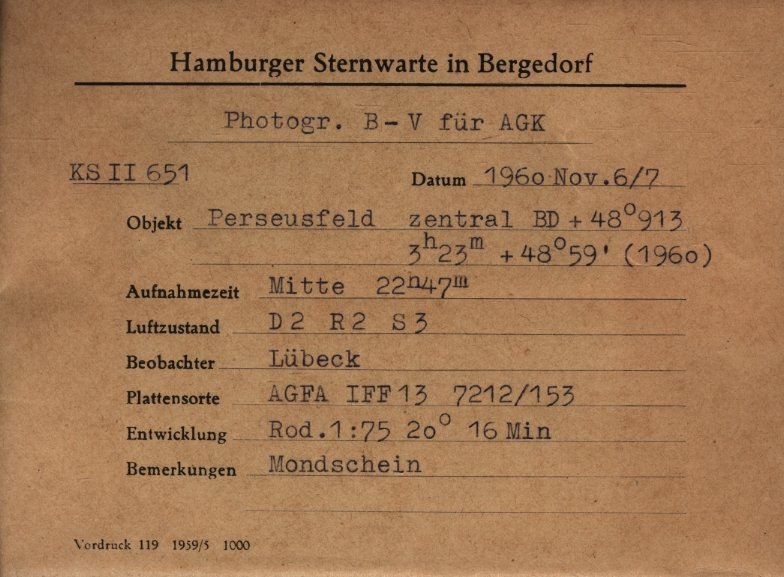 Hamburger Sternwarte in Bergedorf
Photogr. B-V für AGK
KS II 651 Datum 1960 Nov. 6/7
Objekt Perseusfeld zentral BD + 48°913
3ʰ23ᵐ + 48°59' (1960)
Aufnahmezeit Mitte 22ʰ47ᵐ
Luftzustand D2 R2 S3
Beobachter Lübeck
Plattensorte AGFA IFF13 7212/153
Entwicklung Rod.1:75 20° 16 Min
Bemerkungen Mondschein
Vordruck 119 1959/5 1000